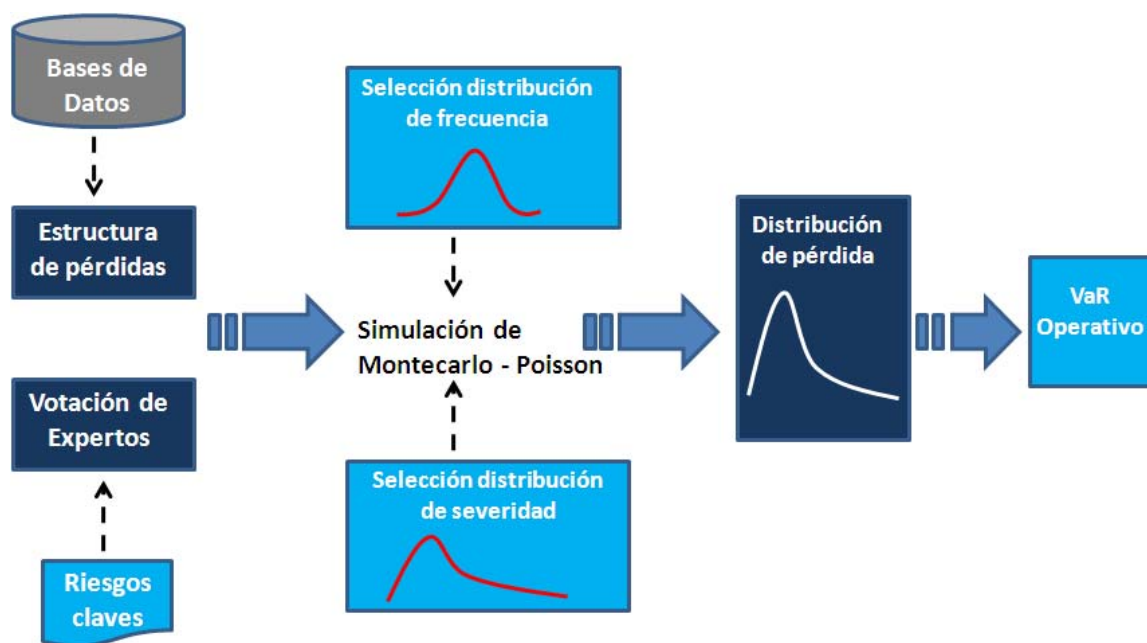 Bases de
Datos
Estructura
de pérdidas
Votación de
Expertos
Riesgos
claves
Selección distribución
de frecuencia
Simulación de
Montecarlo - Poisson
Selección distribución
de severidad
Distribución
de pérdida
VaR
Operativo